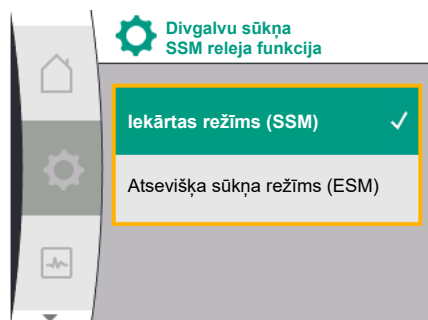 Divgalvu sūkņa
SSM releja funkcija
Iekārtas režīms (SSM)
Atsevišķa sūkņa režīms (ESM)